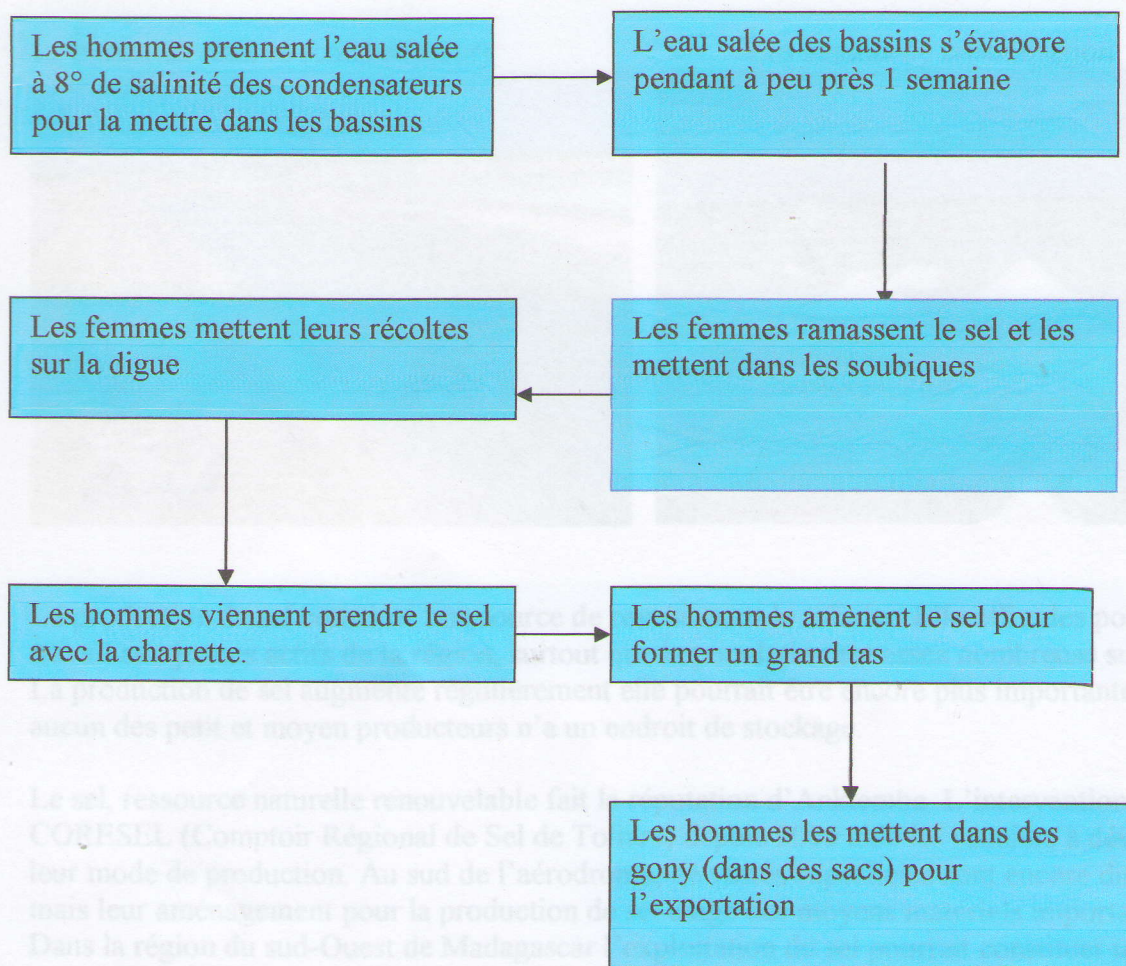 Les hommes prennent l'eau salée
à 8° de salinité des condensateurs
pour la mettre dans les bassins
L'eau salée des bassins s'évapore
pendant à peu près 1 semaine
Les femmes ramassent le sel et les
mettent dans les soubiques
Les femmes mettent leurs récoltes
sur la digue
Les hommes viennent prendre le sel
avec la charrette.
Les hommes amènent le sel pour
former un grand tas
Les hommes les mettent dans des
gony (dans des sacs) pour
l'exportation
La production de sel augmente régulièrement elle pourrait être encore plus importante
aucun des petit et moyen producteurs n'a un endroit de stockage.
Le sel, ressource naturelle renouvelable fait la réputation L'intervention
CORESEL (Comptoir Régional de Sel de
leur mode de production. Au sud de l'aérodrome
mais leur aménagement pour la production de
Dans la région du sud-Ouest de Madagascar l'exploitation de sel